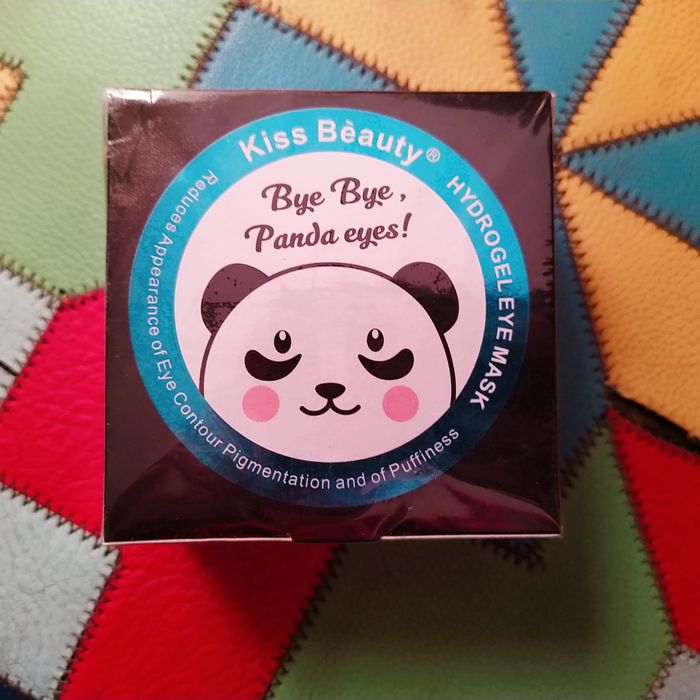 Kiss Bèauty®
Bye Bye,
Panda eyes!
HYDROGEL EYE MASK
Reduces Appearance of Eye Contour Pigmentation and of Puffiness